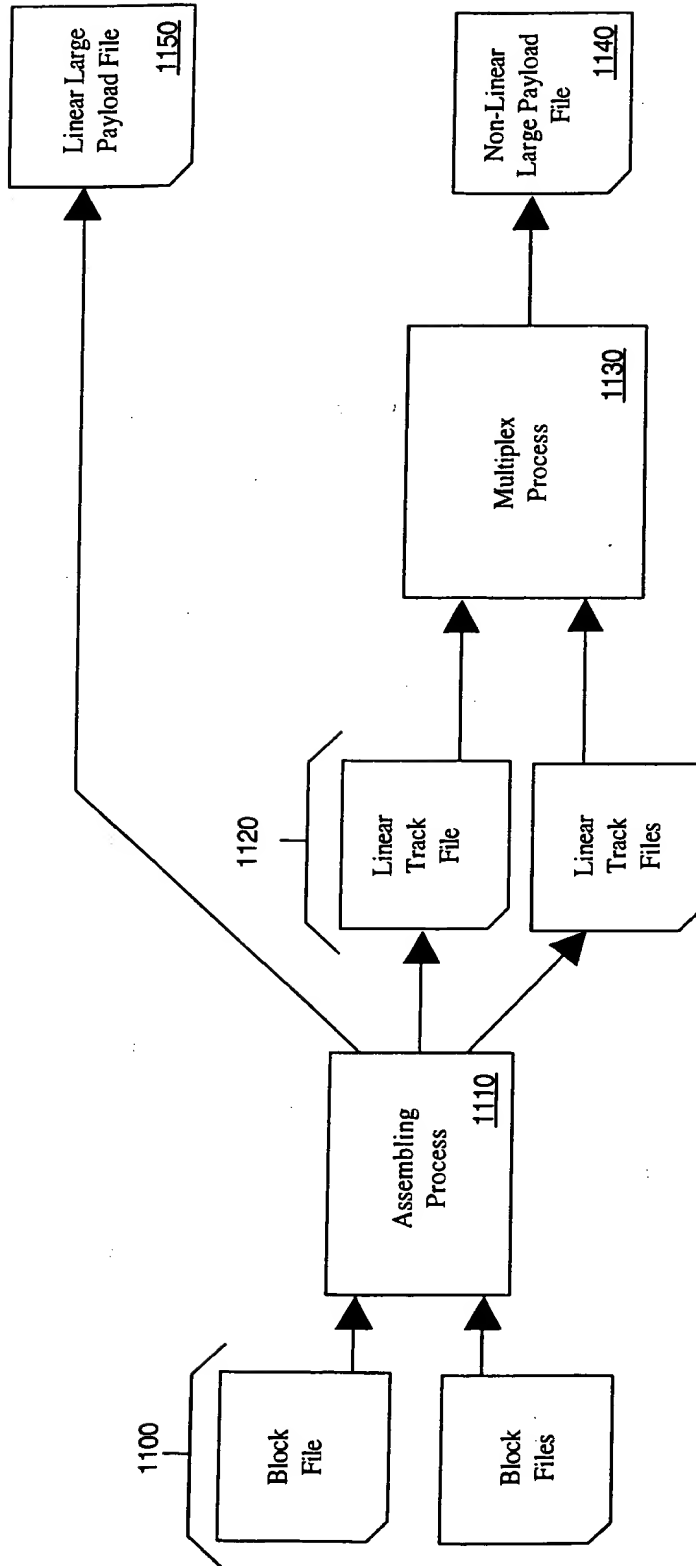 1100
Block
File
Block
Files
Assembling
Process
1110
1120
Linear
Track
File
Linear
Track
Files
Multiplex
Process
1130
Linear Large
Payload File
1150
Non-Linear
Large Payload
File
1140